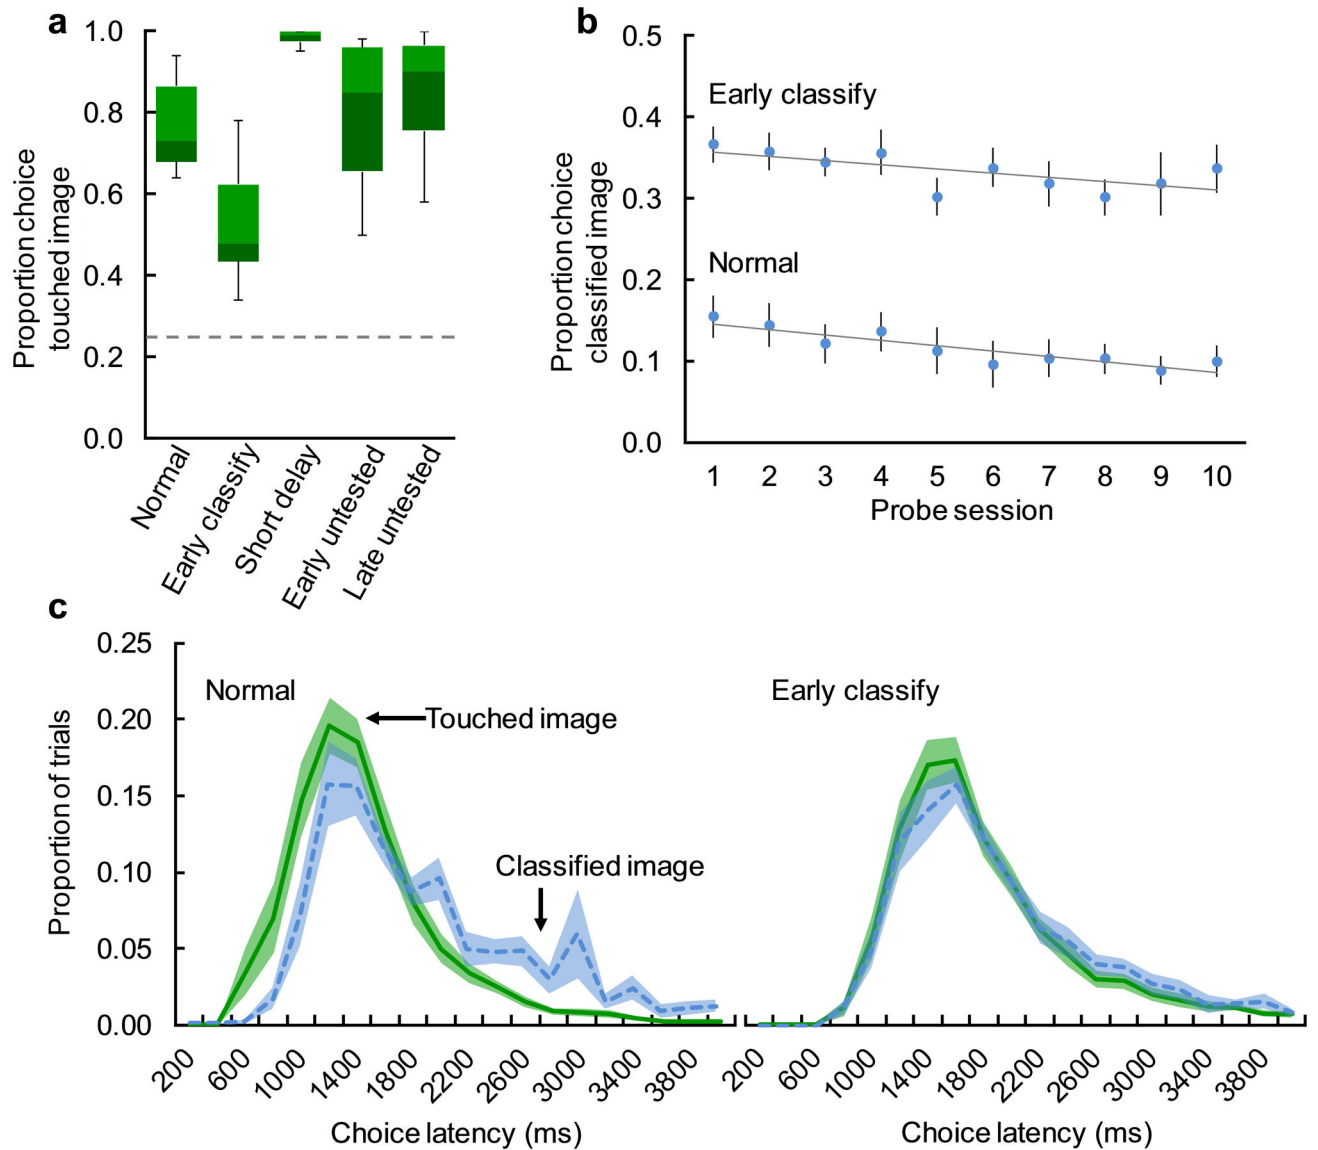 a
1.0
0.8
0.6
0.4
0.2
0.0
Proportion choice
touched image
Normal
Early classify
Short delay
Early untested
Late untested
b
0.5
0.4
0.3
0.2
0.1
0.0
Proportion choice
classified image
Early classify
Normal
1 2 3 4 5 6 7 8 9 10
Probe session
c
0.25
0.20
0.15
0.10
0.05
0.00
Proportion of trials
Normal
Touched image
Classified image
200 600 1000 1400 1800 2200 2600 3000 3400 3800
Choice latency (ms)
Early classify
200 600 1000 1400 1800 2200 2600 3000 3400 3800
Choice latency (ms)